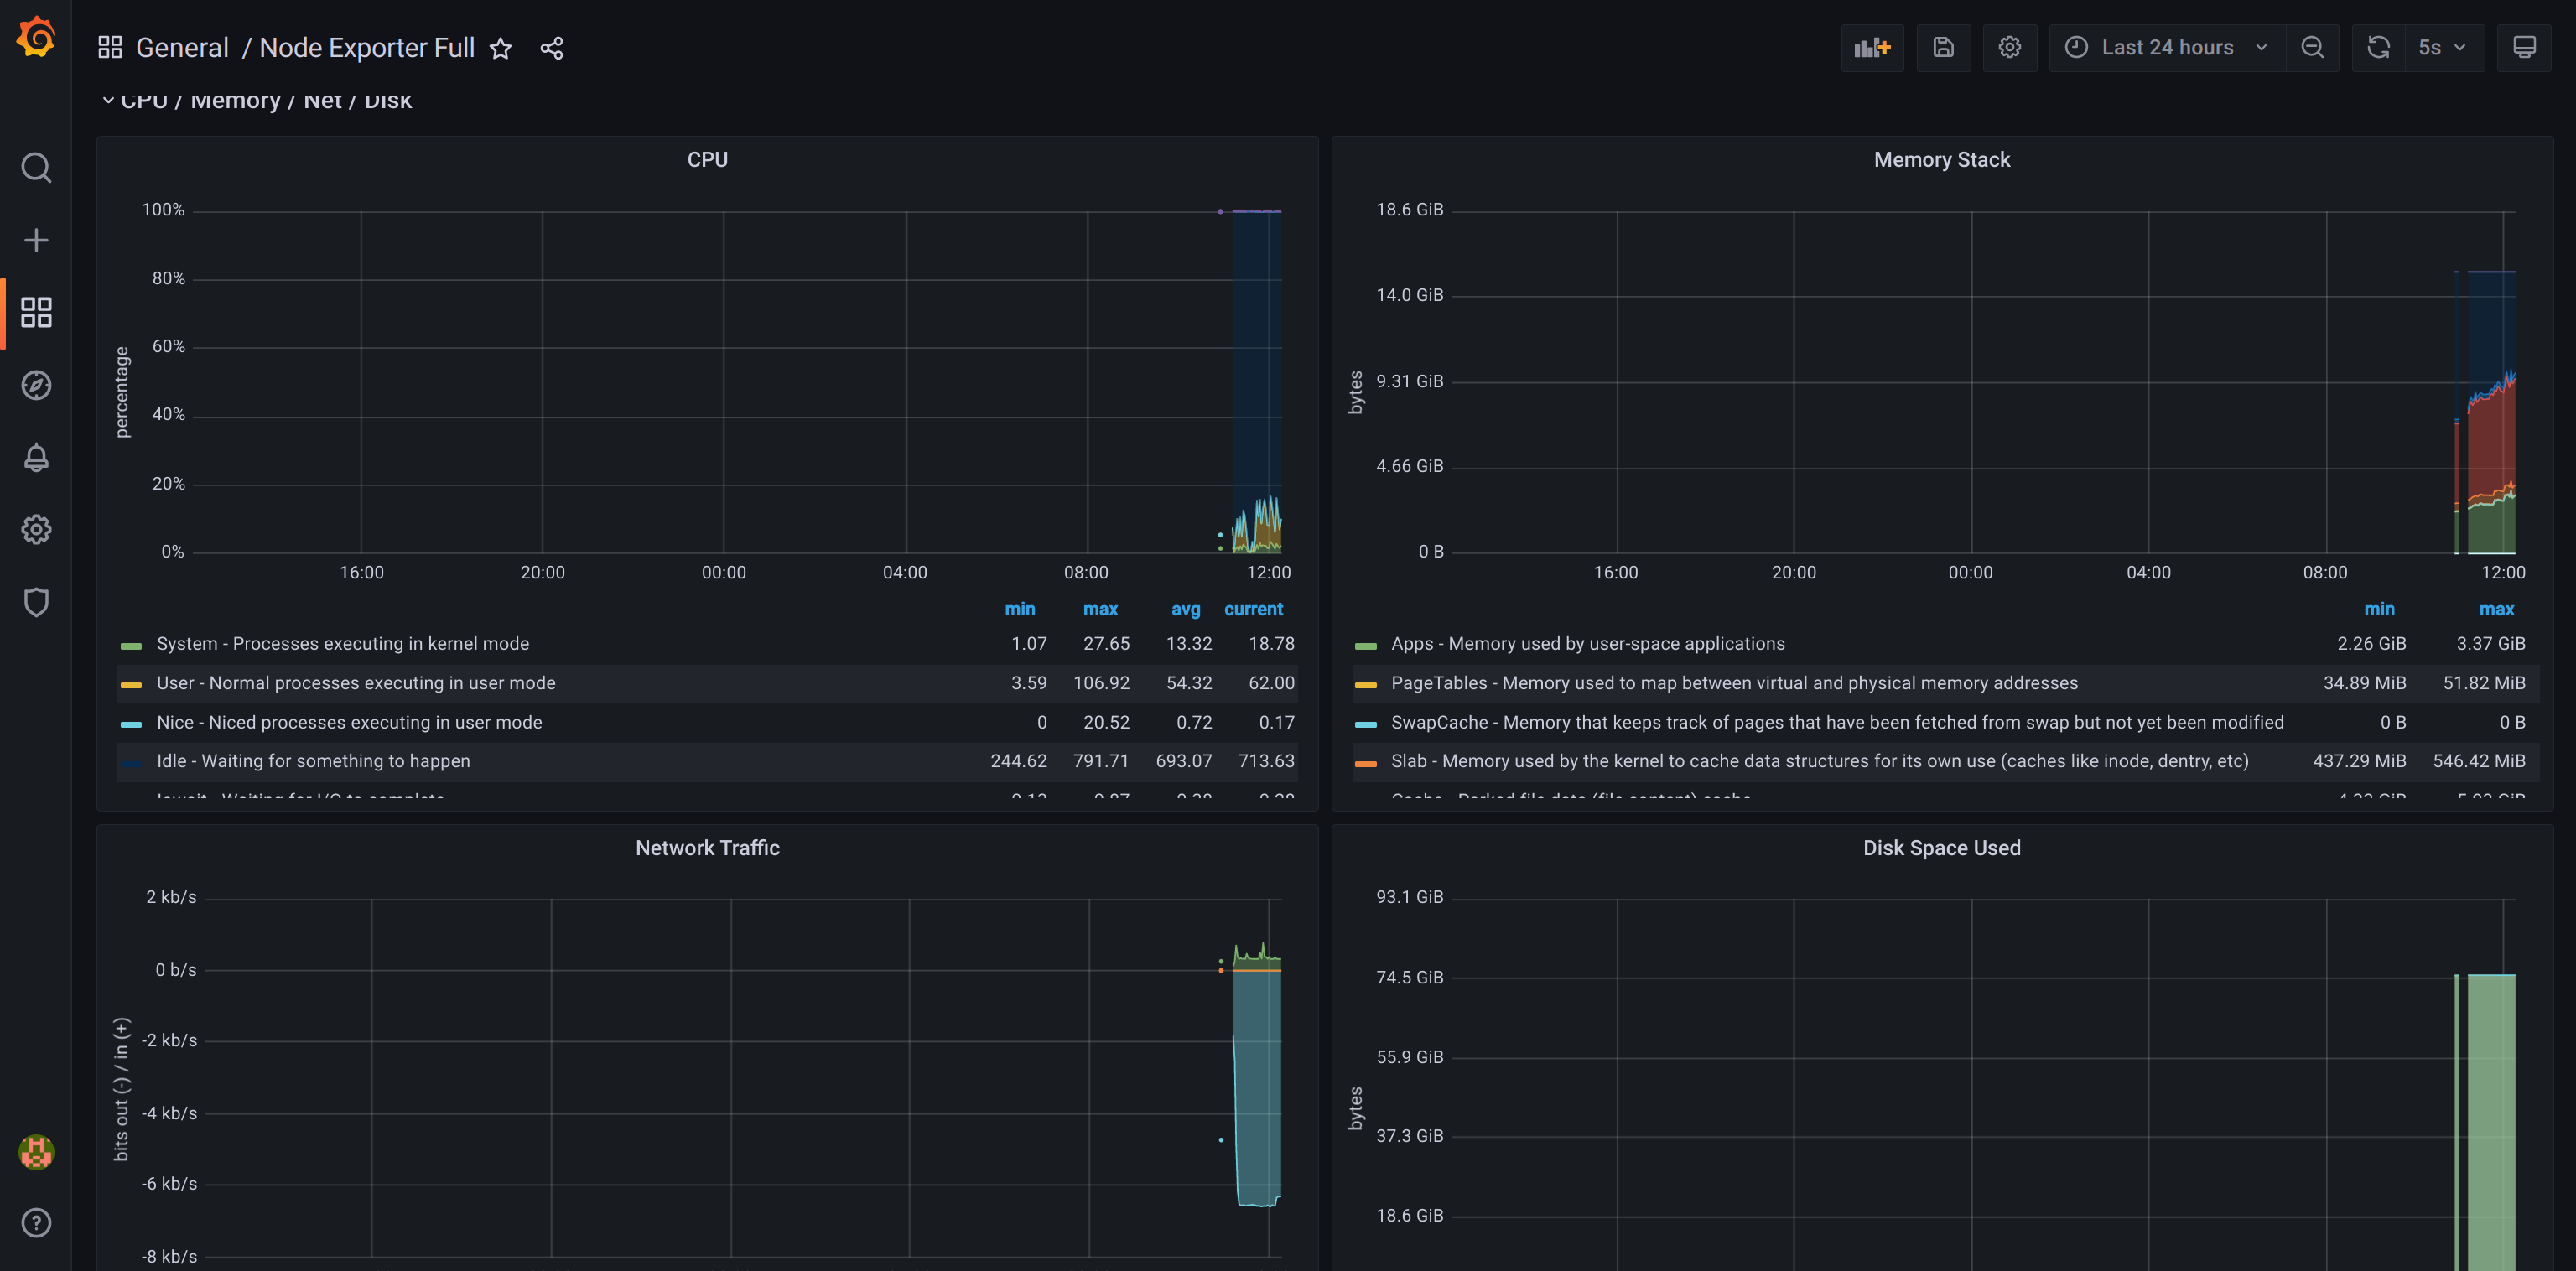 General / Node Exporter Full
Last 24 hours
5s
CPU / Memory / Net / Disk
CPU
100%
80%
60%
40%
20%
0%
percentage
16:00 20:00 00:00 04:00 08:00 12:00
min max avg current
System - Processes executing in kernel mode 1.07 27.65 13.32 18.78
User - Normal processes executing in user mode 3.59 106.92 54.32 62.00
Nice - Niced processes executing in user mode 0 20.52 0.72 0.17
Idle - Waiting for something to happen 244.62 791.71 693.07 713.63
Iowait - Waiting for I/O to complete
Memory Stack
18.6 GiB
14.0 GiB
9.31 GiB
4.66 GiB
0 B
bytes
16:00 20:00 00:00 04:00 08:00 12:00
min max
Apps - Memory used by user-space applications 2.26 GiB 3.37 GiB
PageTables - Memory used to map between virtual and physical memory addresses 34.89 MiB 51.82 MiB
SwapCache - Memory that keeps track of pages that have been fetched from swap but not yet been modified 0 B 0 B
Slab - Memory used by the kernel to cache data structures for its own use (caches like inode, dentry, etc) 437.29 MiB 546.42 MiB
Cache - Parked file data (file content) cache
Network Traffic
2 kb/s
0 b/s
-2 kb/s
-4 kb/s
-6 kb/s
-8 kb/s
bits out (-) / in (+)
Disk Space Used
93.1 GiB
74.5 GiB
55.9 GiB
37.3 GiB
18.6 GiB
bytes